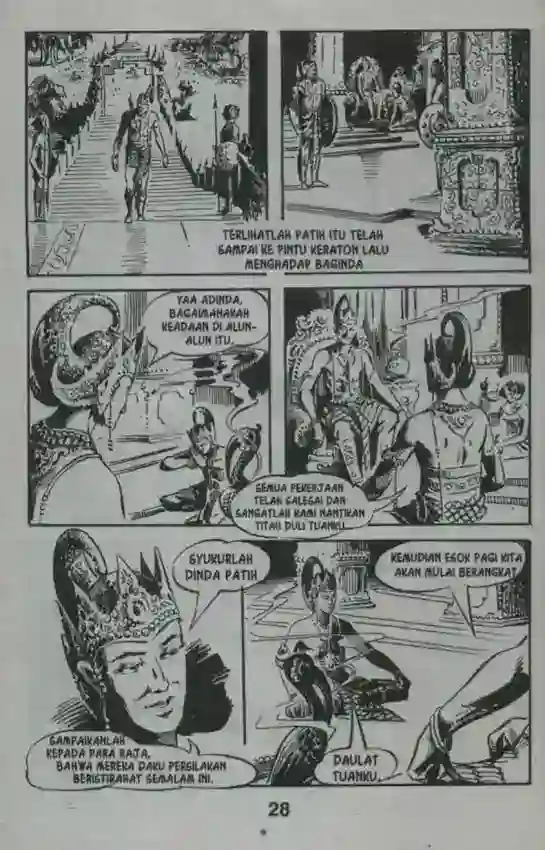 TERLIHATLAH PATIH ITU TELAH
SAMPAI KE PINTU KERATON LALU
MENGHADAP BAGINDA
YAA ADINDA,
BAGAIMANAKAH
KEADAAN DI ALUN-
ALUN ITU.
SEMUA PEKERJAAN
TELAH SALESAI DAN
SANGATLAH KAMI NANTIKAN
TITAH DULI TUANKU.
SYUKURLAH
DINDA PATIH
SAMPAIKANLAH
KEPADA PARA RAJA,
BAHWA MEREKA DAKU PERSILAKAN
BERISTIRAHAT SEMALAM INI.
KEMUDIAN ESOK PAGI KITA
AKAN MULAI BERANGKAT
DAULAT
TUANKU.
28